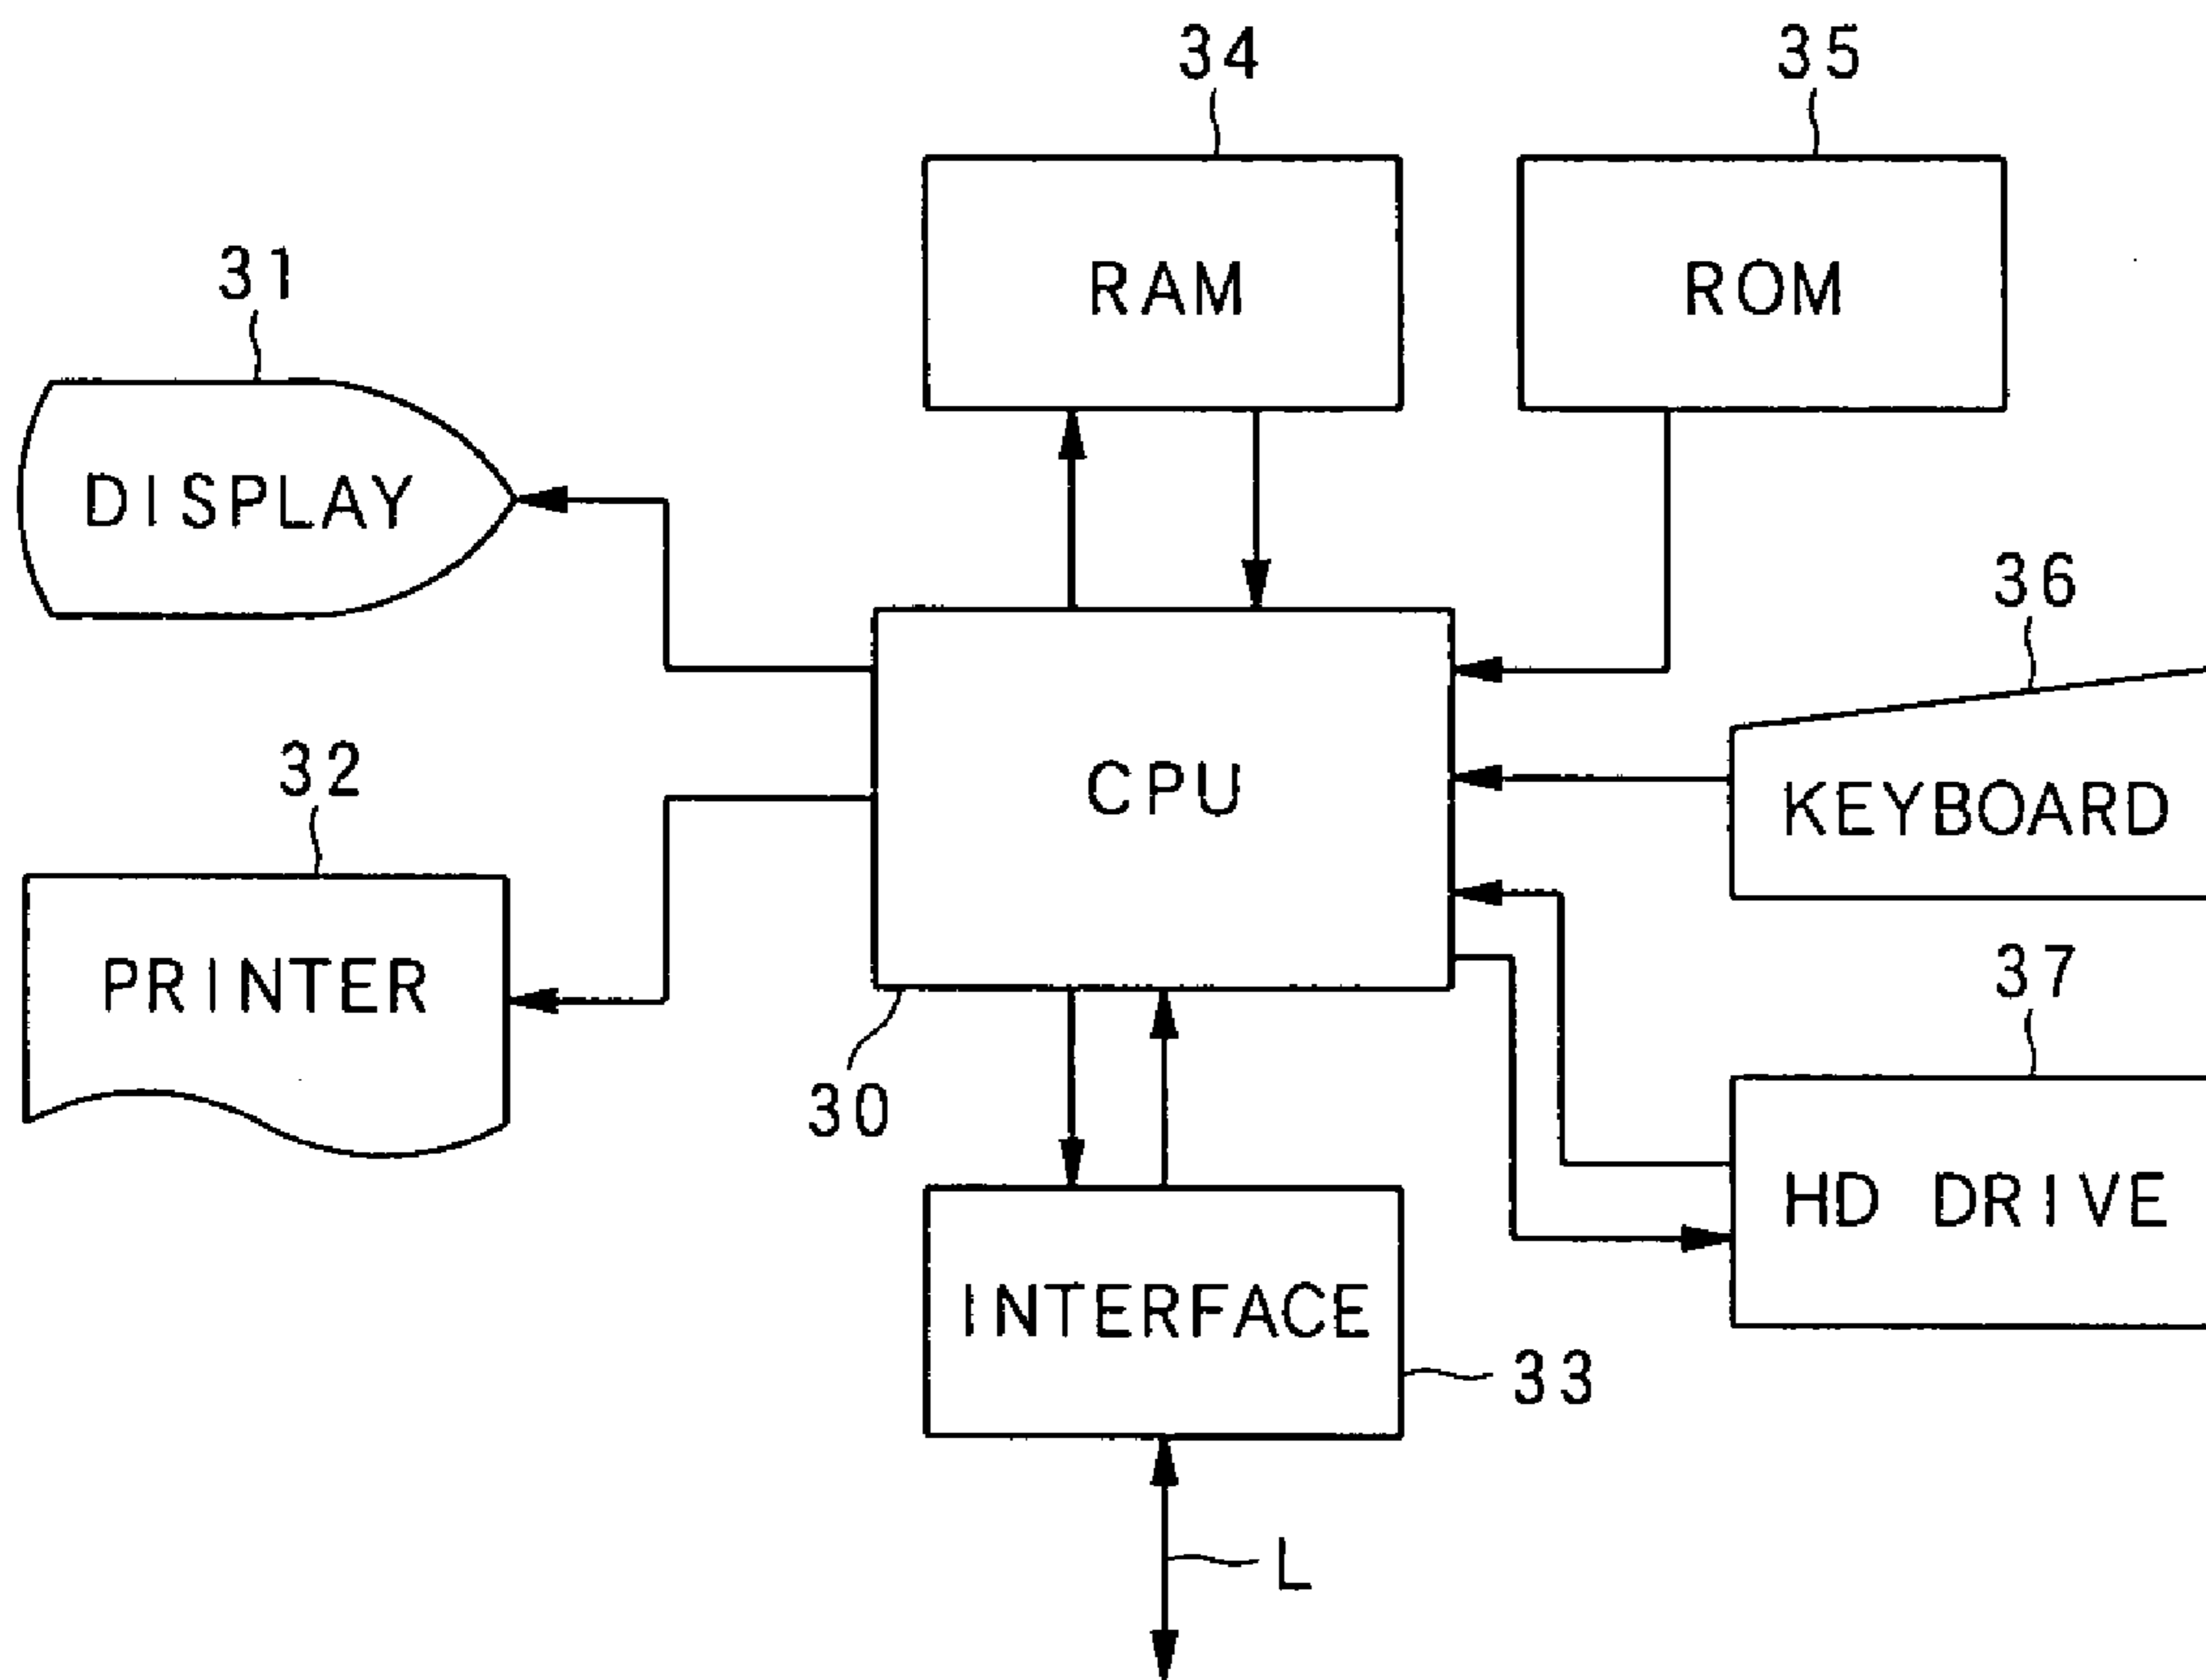 34
35
RAM
ROM
31
DISPLAY
36
32
CPU
KEYBOARD
PRINTER
37
30
HD DRIVE
INTERFACE
33
L